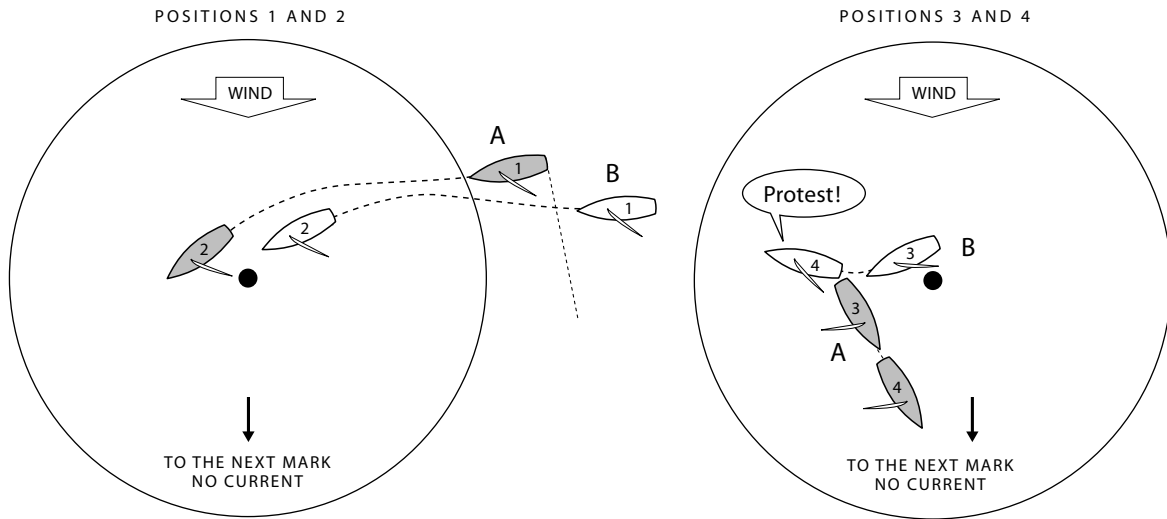 POSITIONS 1 AND 2
WIND
A
1
B
1
2
2
TO THE NEXT MARK
NO CURRENT
POSITIONS 3 AND 4
WIND
Protest!
B
3
4
3
A
4
TO THE NEXT MARK
NO CURRENT